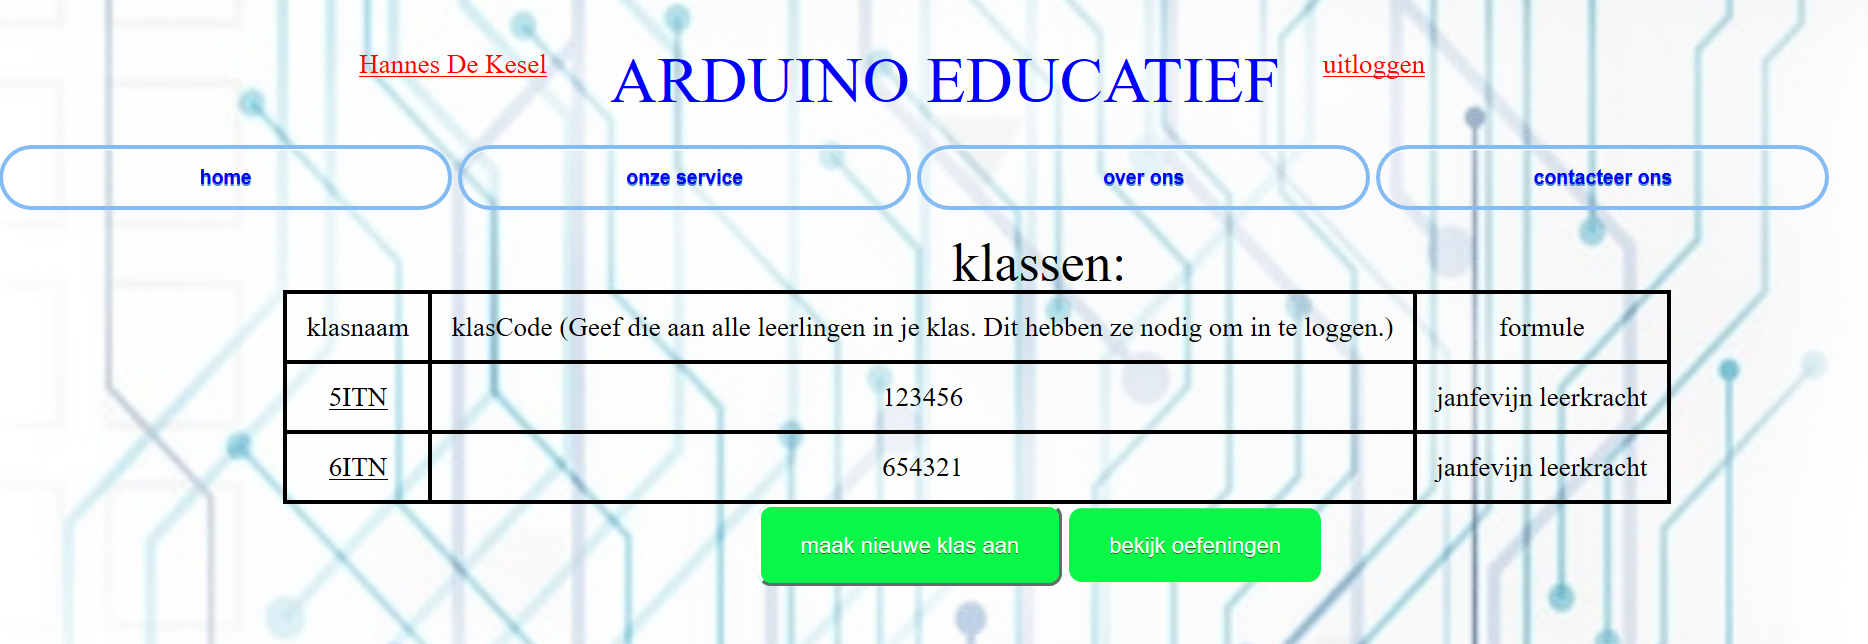 Hannes De Kesel ARDUINO EDUCATIEF uitloggen
home onze service over ons contacteer ons
klassen:
klasnaam klasCode (Geef die aan alle leerlingen in je klas. Dit hebben ze nodig om in te loggen.) formule
5ITN 123456 janfevijn leerkracht
6ITN 654321 janfevijn leerkracht
maak nieuwe klas aan bekijk oefeningen